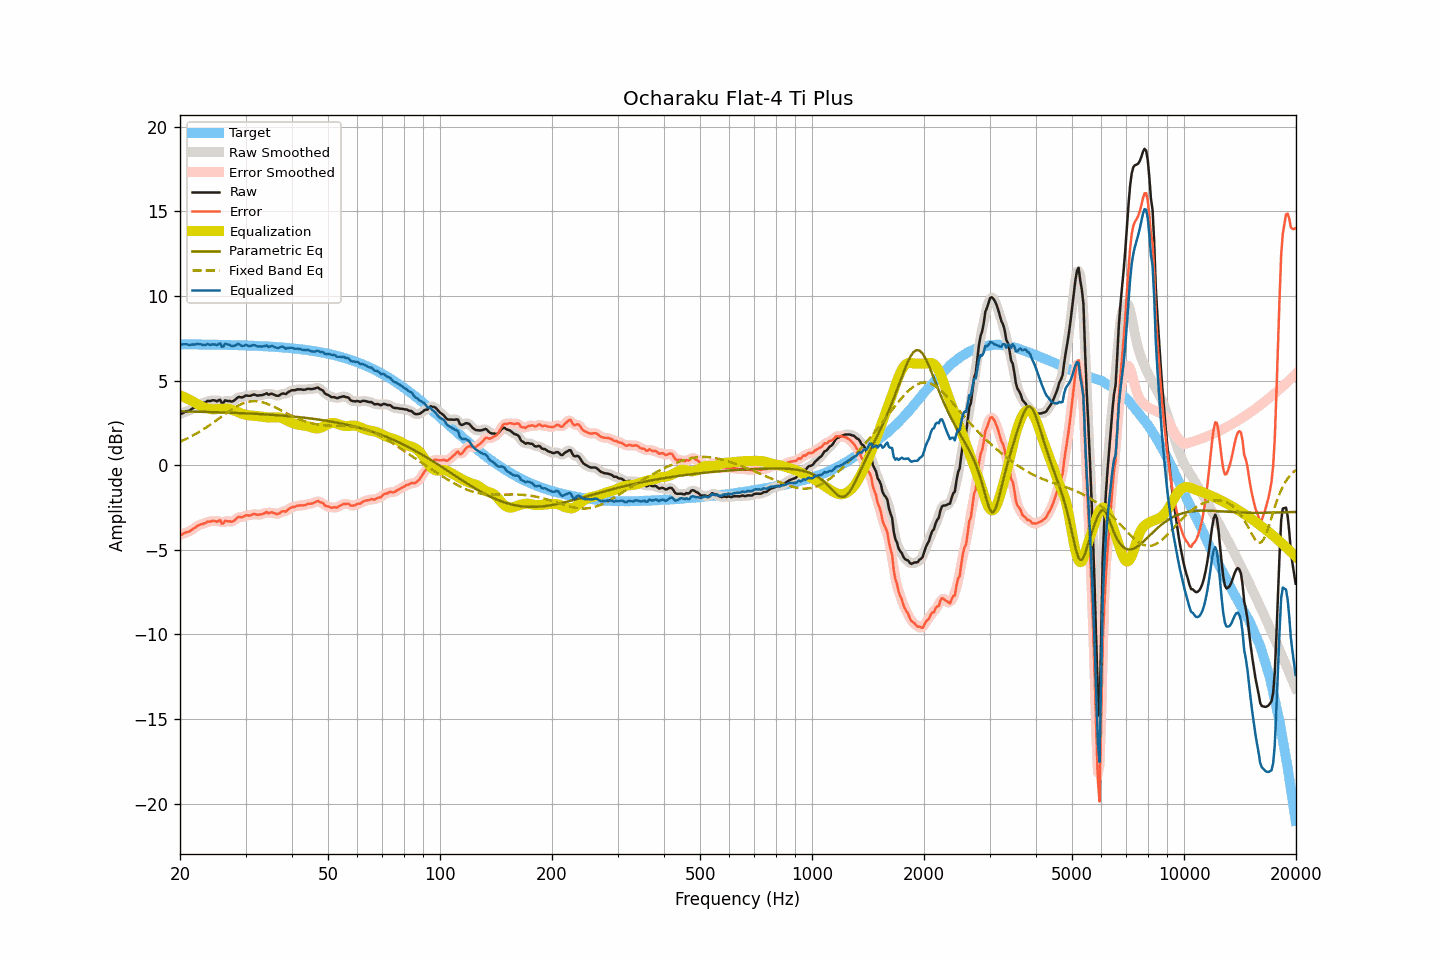 Ocharaku Flat-4 Ti Plus
20
15
10
5
0
−5
−10
−15
−20
Amplitude (dBr)
Target
Raw Smoothed
Error Smoothed
Raw
Error
Equalization
Parametric Eq
Fixed Band Eq
Equalized
20 50 100 200 500 1000 2000 5000 10000 20000
Frequency (Hz)